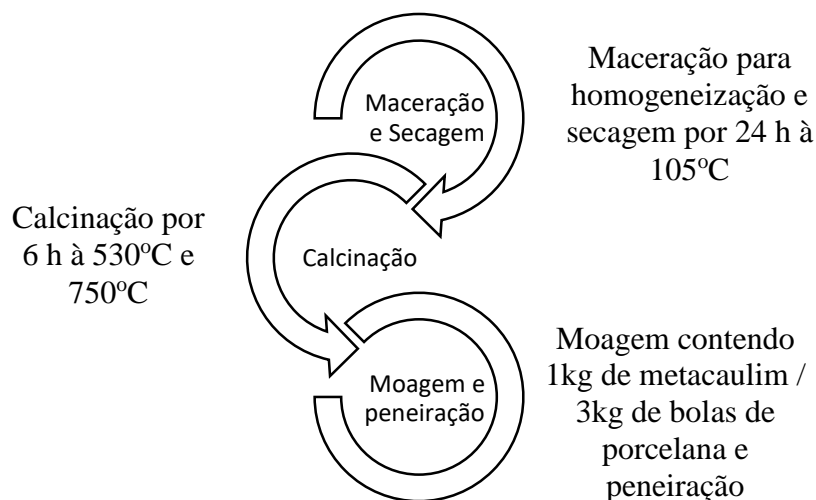 Maceração
e Secagem
Maceração para
homogeneização e
secagem por 24 h à
105ºC
Calcinação por
6 h à 530ºC e
750ºC
Calcinação
Moagem e
peneiração
Moagem contendo
1kg de metacaulim /
3kg de bolas de
porcelana e
peneiração